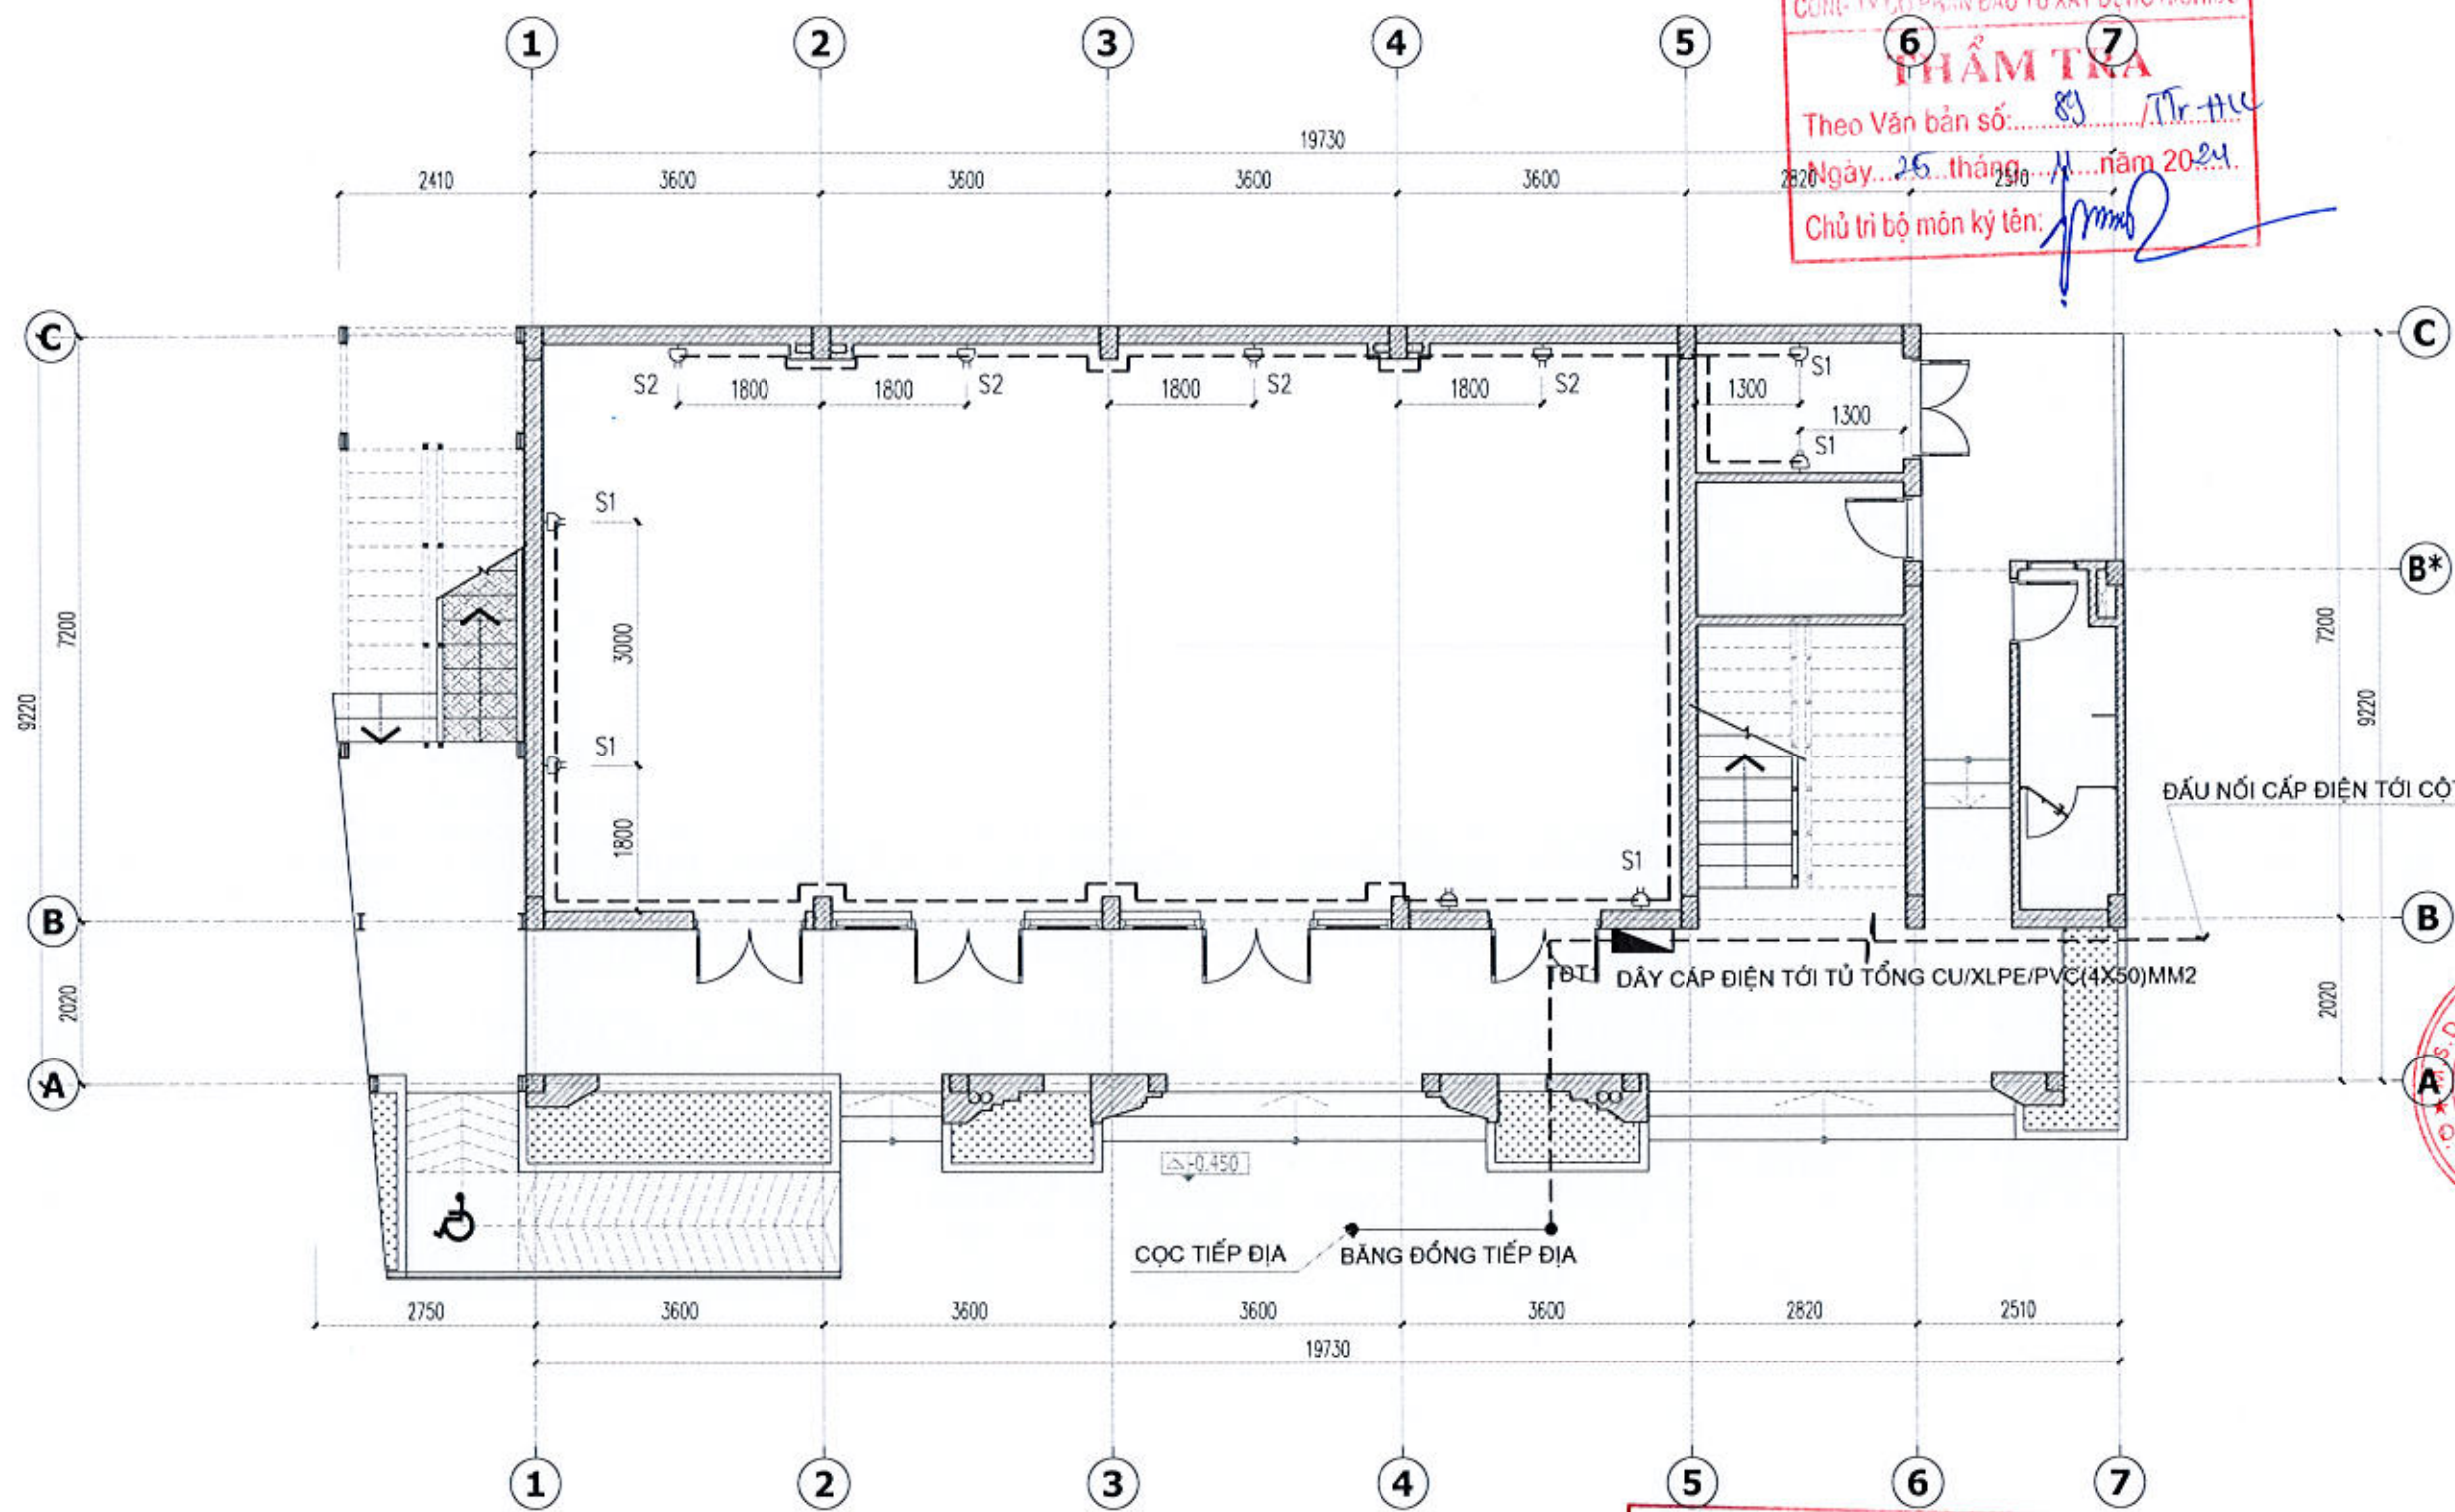 1 2 3 4 5 6 7
THẨM TRA
Theo Văn bản số: 89 /TTr-HK
Ngày 26 tháng 11 năm 2024
Chủ trì bộ môn ký tên:
19730
2410 3600 3600 3600 3600 2820 2510
C C
S2 1800 1800 S2 1800 S2 1800 S2 1300 S1
1300
S1
S1
B*
7200 3000 7200
9220 9220
S1
ĐẤU NỐI CẤP ĐIỆN TỚI
1800
S1
B B
TĐT1 DÂY CÁP ĐIỆN TỚI TỦ TỔNG CU/XLPE/PVC(4X50)MM2
2020 2020
A A
-0.450
CỌC TIẾP ĐỊA BĂNG ĐỒNG TIẾP ĐỊA
2750 3600 3600 3600 3600 2820 2510
19730
1 2 3 4 5 6 7